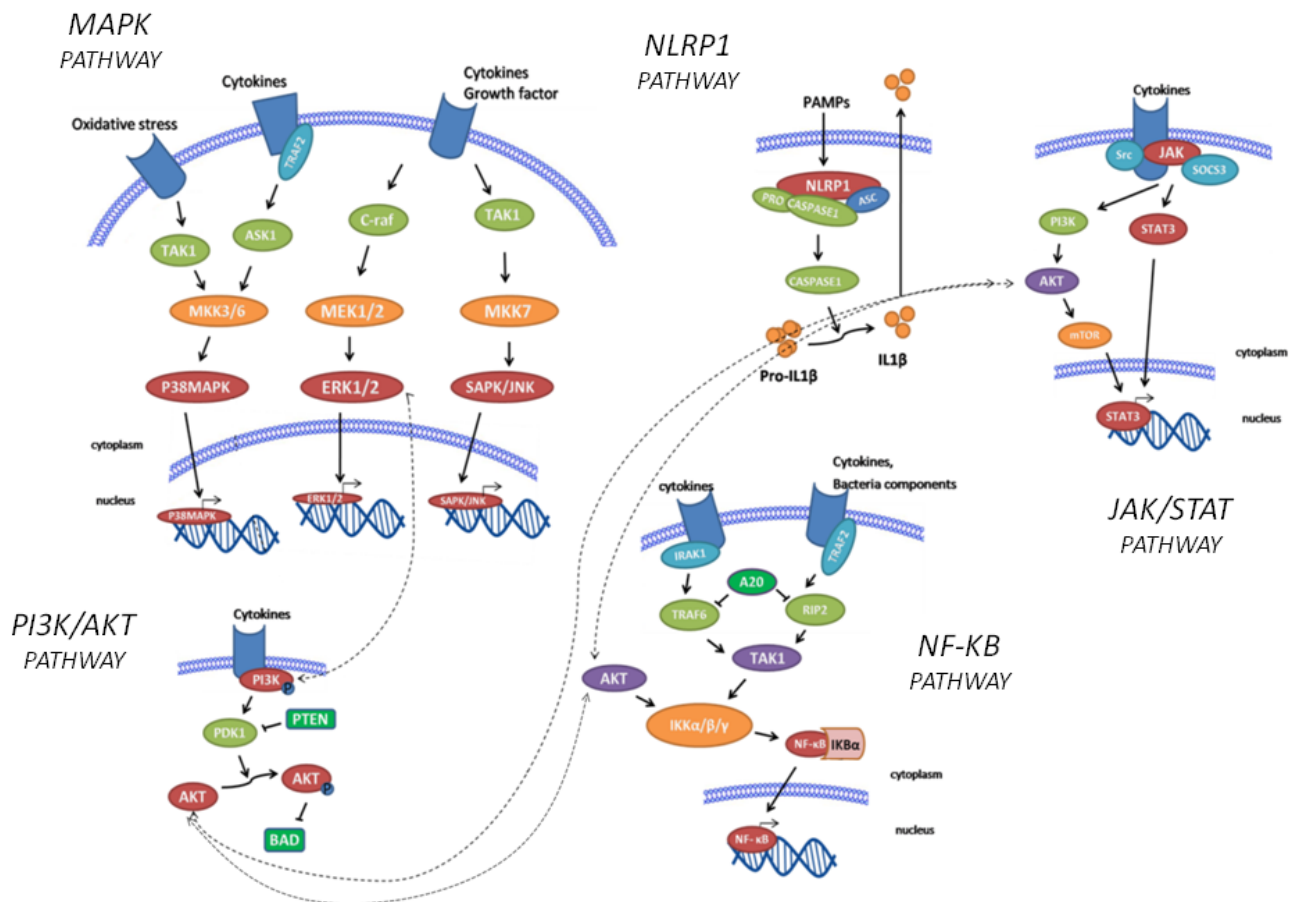 MAPK
PATHWAY
Cytokines
Cytokines
Growth factor
Oxidative stress
TRAF2
TAK1
ASK1
C-raf
TAK1
MKK3/6
MEK1/2
MKK7
P38MAPK
ERK1/2
SAPK/JNK
cytoplasm
nucleus
P38MAPK
ERK1/2
SAPK/JNK
NLRP1
PATHWAY
PAMPs
NLRP1
PRO
CASPASE1
ASC
CASPASE1
Pro-IL1β
IL1β
Cytokines
Src
JAK
SOCS3
PI3K
STAT3
AKT
mTOR
cytoplasm
STAT3
nucleus
JAK/STAT
PATHWAY
PI3K/AKT
PATHWAY
Cytokines
PI3K
P
PDK1
PTEN
AKT
AKT
P
BAD
cytokines
Cytokines,
Bacteria components
IRAK1
TRAF2
A20
TRAF6
RIP2
TAK1
NF-KB
PATHWAY
AKT
IKKα/β/γ
NF-κB
IKBα
cytoplasm
nucleus
NF-κB